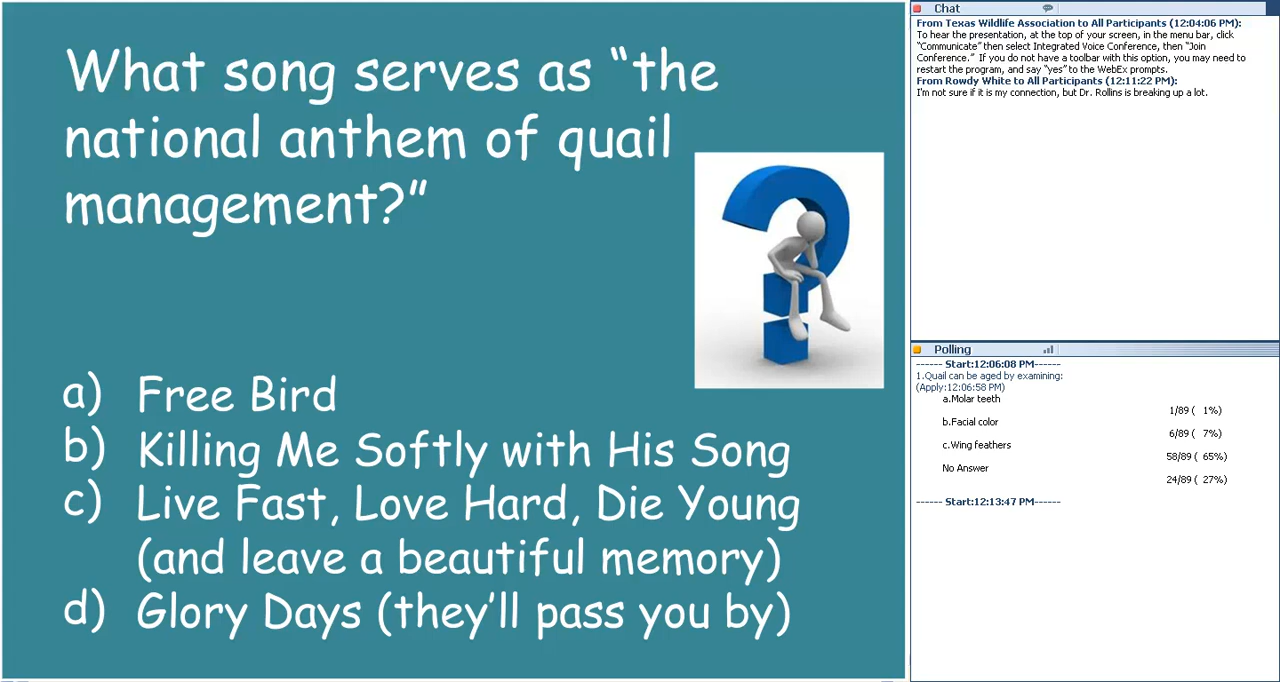 What song serves as “the
national anthem of quail
management?”
a) Free Bird
b) Killing Me Softly with His Song
c) Live Fast, Love Hard, Die Young
(and leave a beautiful memory)
d) Glory Days (they’ll pass you by)
Chat
From Texas Wildlife Association to All Participants (12:04:06 PM):
To hear the presentation, at the top of your screen, in the menu bar, click
“Communicate” then select Integrated Voice Conference, then “Join
Conference.” If you do not have a toolbar with this option, you may need to
restart the program, and say “yes” to the WebEx prompts.
From Rowdy White to All Participants (12:11:22 PM):
I'm not sure if it is my connection, but Dr. Rollins is breaking up a lot.
Polling
------ Start:12:06:08 PM------
1.Quail can be aged by examining:
(Apply:12:06:58 PM)
a.Molar teeth
1/89 ( 1%)
b.Facial color
6/89 ( 7%)
c.Wing feathers
58/89 ( 65%)
No Answer
24/89 ( 27%)
------ Start:12:13:47 PM------